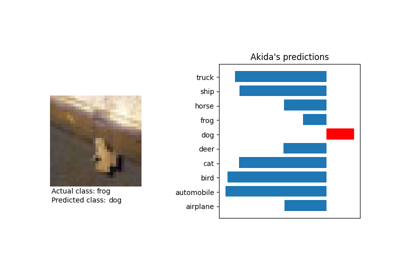 Akida's predictions
truck
ship
horse
frog
dog
deer
cat
bird
automobile
airplane
Actual class: frog
Predicted class: dog